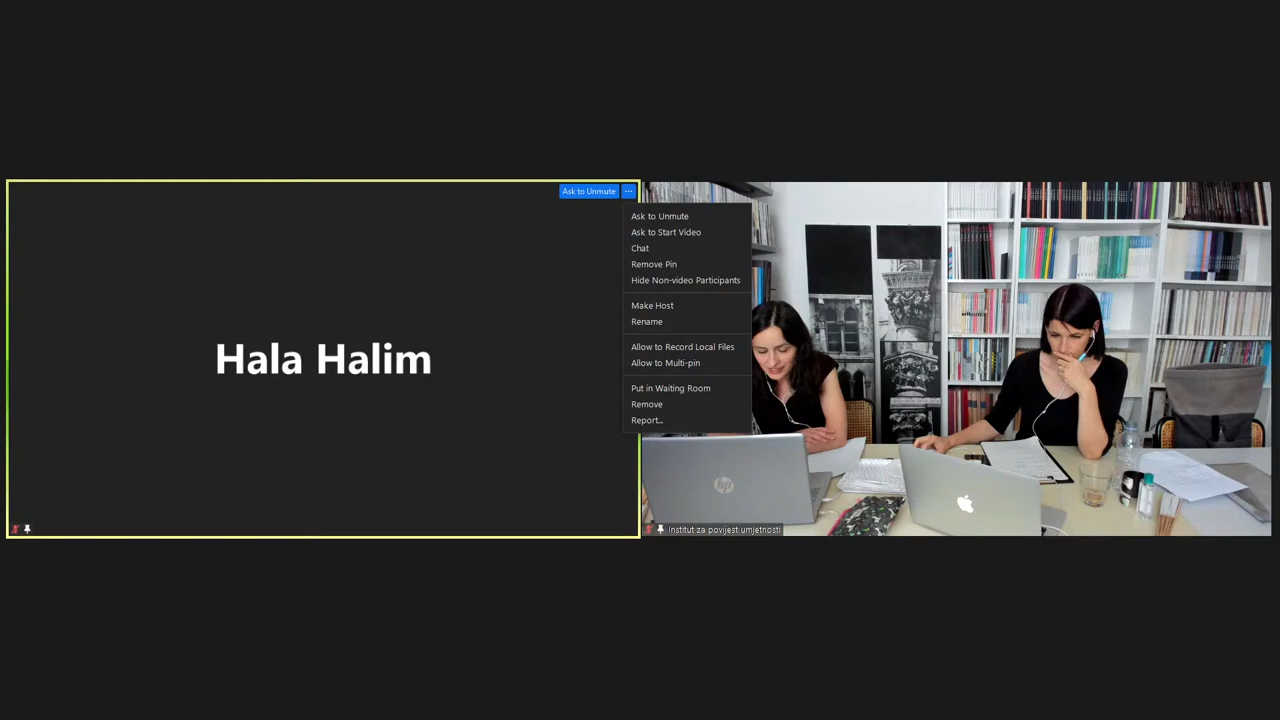 Ask to Unmute
Ask to Unmute
Ask to Start Video
Chat
Remove Pin
Hide Non-video Participants
Make Host
Rename
Allow to Record Local Files
Allow to Multi-pin
Put in Waiting Room
Remove
Report...
Hala Halim
hp
Institut za povijest umjetnosti